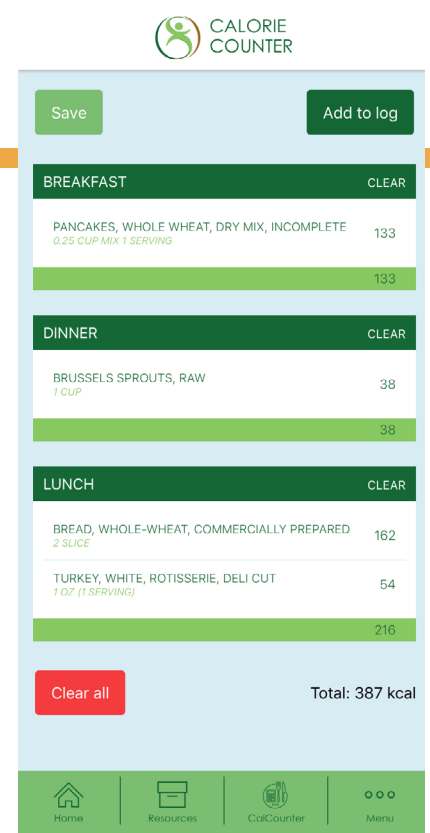 CALORIE
COUNTER
Save
Add to log
BREAKFAST CLEAR
PANCAKES, WHOLE WHEAT, DRY MIX, INCOMPLETE 133
0.25 CUP MIX 1 SERVING
133
DINNER CLEAR
BRUSSELS SPROUTS, RAW 38
1 CUP
38
LUNCH CLEAR
BREAD, WHOLE-WHEAT, COMMERCIALLY PREPARED 162
2 SLICE
TURKEY, WHITE, ROTISSERIE, DELI CUT 54
1 OZ (1 SERVING)
216
Clear all
Total: 387 kcal
Home Resources CalCounter Menu